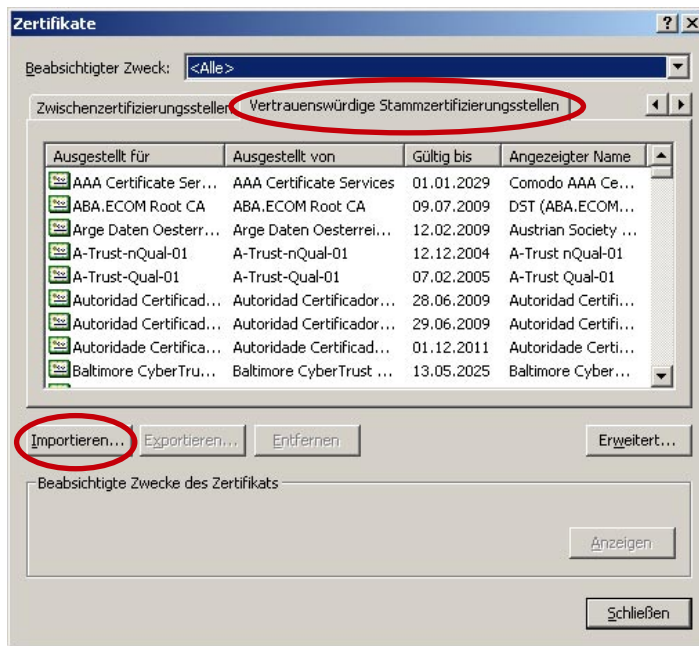 Zertifikate
Beabsichtigter Zweck: <Alle>
Zwischenzertifizierungsstellen Vertrauenswürdige Stammzertifizierungsstellen
Ausgestellt für Ausgestellt von Gültig bis Angezeigter Name
AAA Certificate Ser... AAA Certificate Services 01.01.2029 Comodo AAA Ce...
ABA.ECOM Root CA ABA.ECOM Root CA 09.07.2009 DST (ABA.ECOM...
Arge Daten Oesterr... Arge Daten Oesterrei... 12.02.2009 Austrian Society ...
A-Trust-nQual-01 A-Trust-nQual-01 12.12.2004 A-Trust nQual-01
A-Trust-Qual-01 A-Trust-Qual-01 07.02.2005 A-Trust Qual-01
Autoridad Certificad... Autoridad Certificador... 28.06.2009 Autoridad Certifi...
Autoridad Certificad... Autoridad Certificador... 29.06.2009 Autoridad Certifi...
Autoridade Certifica... Autoridade Certificad... 01.12.2011 Autoridade Certi...
Baltimore CyberTru... Baltimore CyberTrust ... 13.05.2025 Baltimore Cyber...
Importieren... Exportieren... Entfernen Erweitert...
Beabsichtigte Zwecke des Zertifikats
Anzeigen
Schließen